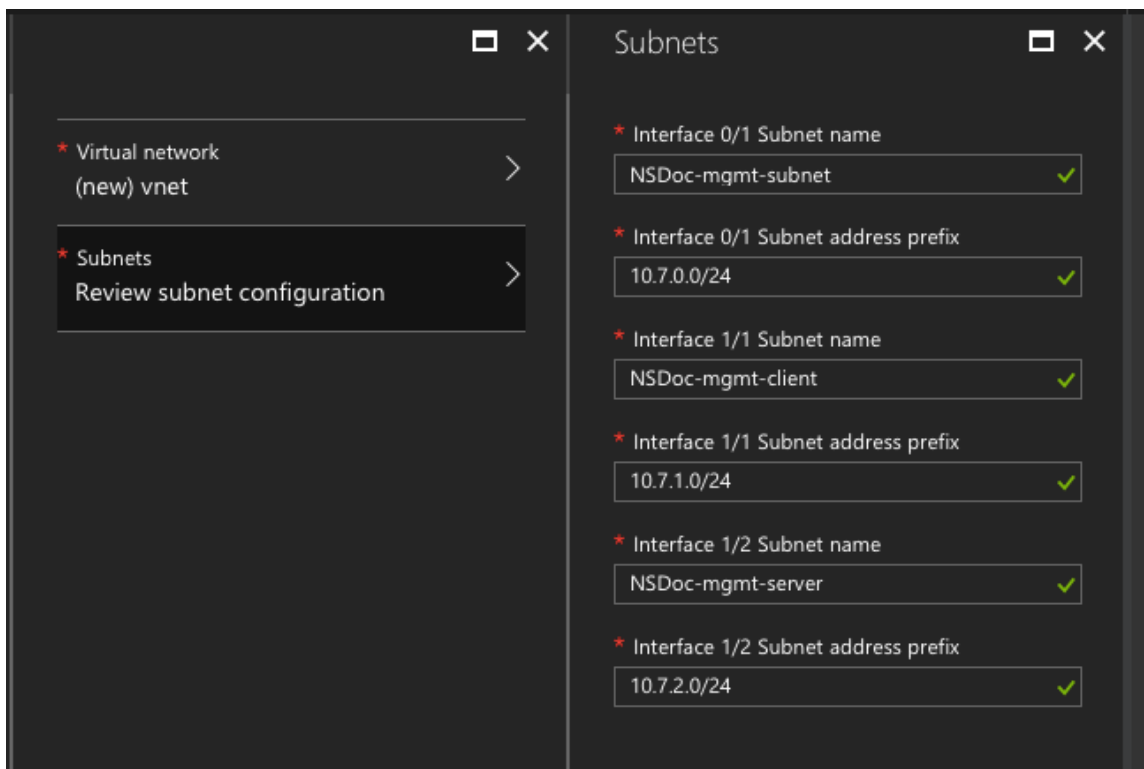 * Virtual network
(new) vnet
* Subnets
Review subnet configuration
Subnets
* Interface 0/1 Subnet name
NSDoc-mgmt-subnet
* Interface 0/1 Subnet address prefix
10.7.0.0/24
* Interface 1/1 Subnet name
NSDoc-mgmt-client
* Interface 1/1 Subnet address prefix
10.7.1.0/24
* Interface 1/2 Subnet name
NSDoc-mgmt-server
* Interface 1/2 Subnet address prefix
10.7.2.0/24